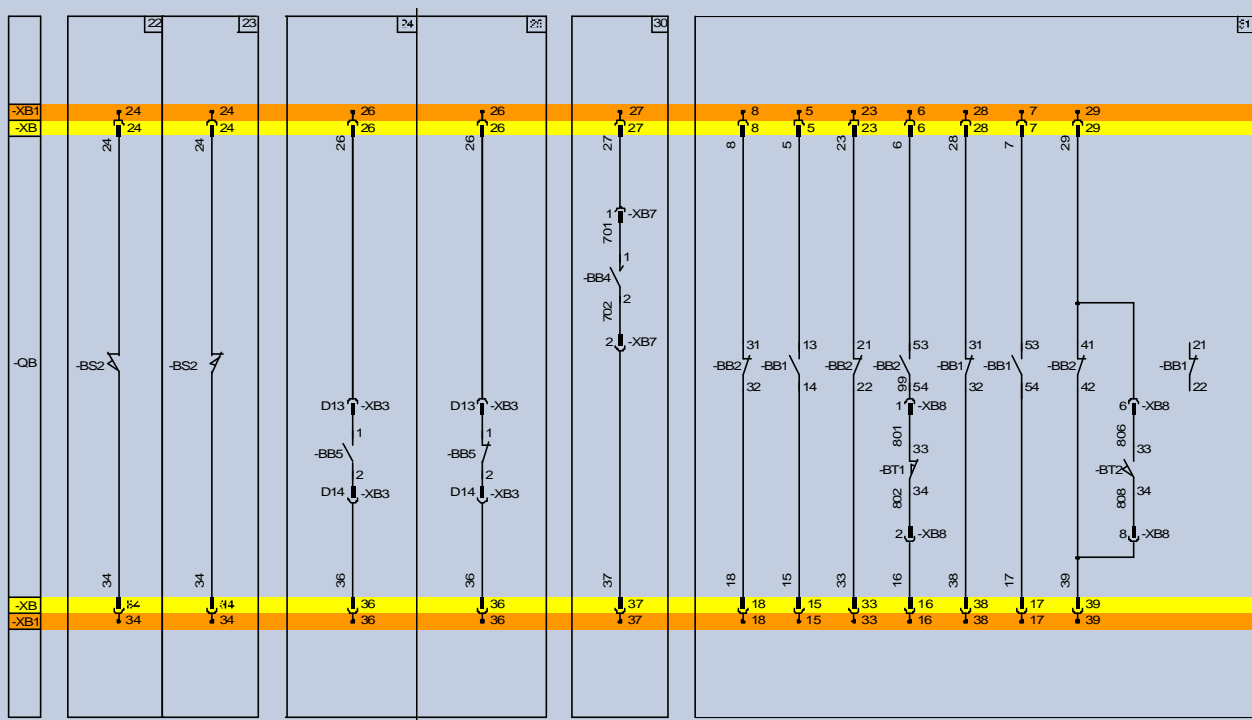 22 23 24 25 30 31
-XB1 24 24 26 26 27 8 5 23 6 28 7 29
-XB 24 24 26 26 27 8 5 23 6 28 7 29
24 24 26 26 27 8 5 23 6 28 7 29
1 -XB7
701
1
-BB4
2
702
2 -XB7
31 13 21 53 31 53 41 21
-QB -BS2 -BS2 -BB2 -BB1 -BB2 -BB2 -BB1 -BB1 -BB2 -BB1
32 14 22 99 54 32 54 42 22
D13 -XB3 D13 -XB3 1 -XB8 6 -XB8
1 1 801 806
33 33
-BB5 -BB5 -BT1 -BT2
2 2
D14 -XB3 D14 -XB3 802 34 808 34
2 -XB8 8 -XB8
34 34 36 36 37 18 15 33 16 38 17 39
-XB 34 34 36 36 37 18 15 33 16 38 17 39
-XB1 34 34 36 36 37 18 15 33 16 38 17 39